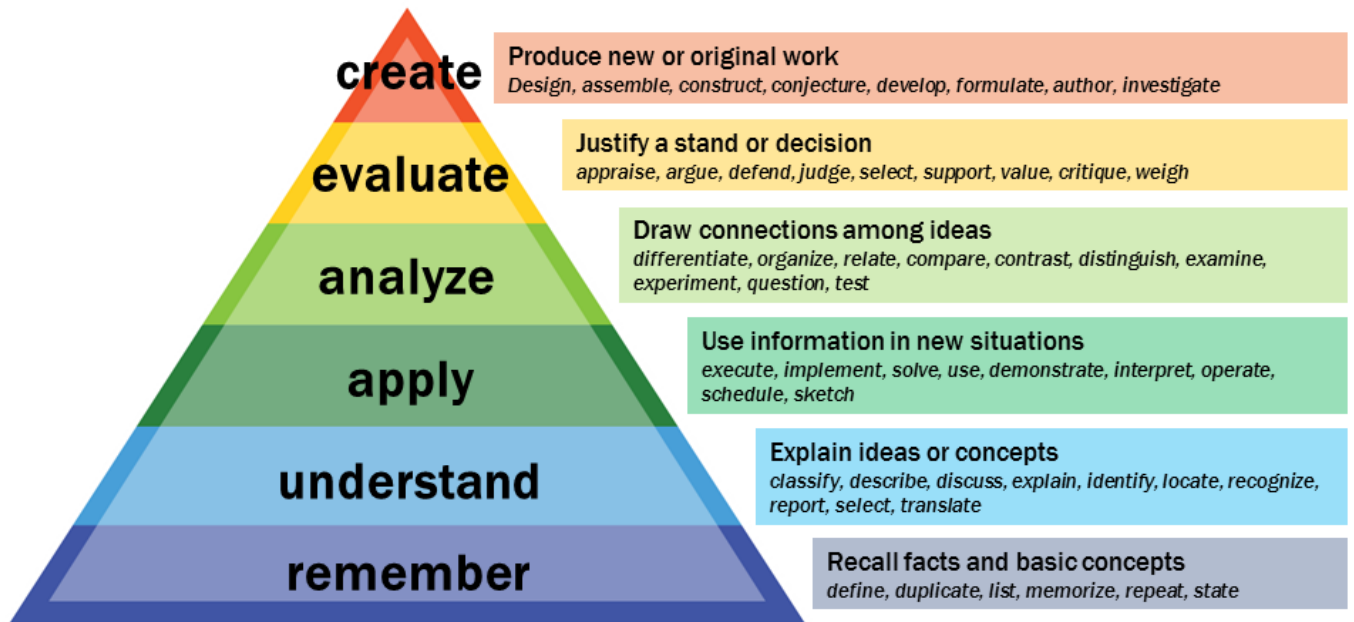 create
Produce new or original work
Design, assemble, construct, conjecture, develop, formulate, author, investigate
evaluate
Justify a stand or decision
appraise, argue, defend, judge, select, support, value, critique, weigh
analyze
Draw connections among ideas
differentiate, organize, relate, compare, contrast, distinguish, examine,
experiment, question, test
apply
Use information in new situations
execute, implement, solve, use, demonstrate, interpret, operate,
schedule, sketch
understand
Explain ideas or concepts
classify, describe, discuss, explain, identify, locate, recognize,
report, select, translate
remember
Recall facts and basic concepts
define, duplicate, list, memorize, repeat, state